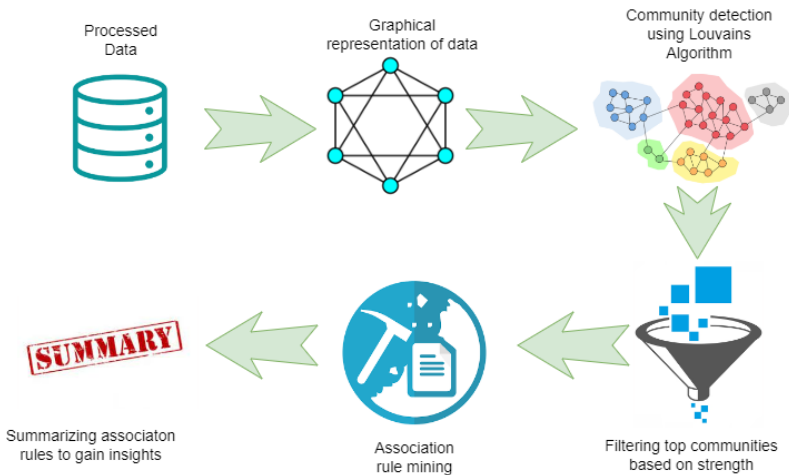 Processed
Data
Graphical
representation of data
Community detection
using Louvains
Algorithm
SUMMARY
Summarizing associaton
rules to gain insights
Association
rule mining
Filtering top communities
based on strength